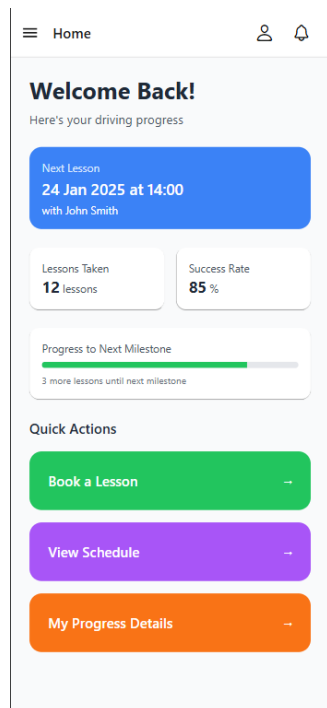 Home
Welcome Back!
Here's your driving progress
Next Lesson
24 Jan 2025 at 14:00
with John Smith
Lessons Taken
12 lessons
Success Rate
85 %
Progress to Next Milestone
3 more lessons until next milestone
Quick Actions
Book a Lesson →
View Schedule →
My Progress Details →